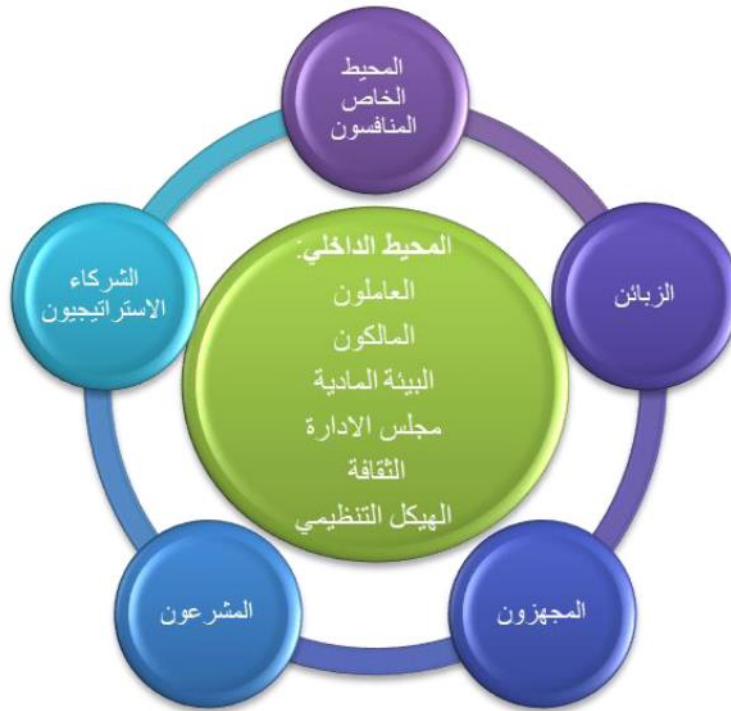 المحيط
الخاص
المنافسون
الزبائن
المجهزون
المشرعون
الشركاء
الاستراتيجيون
المحيط الداخلي:
العاملون
المالكون
البيئة المادية
مجلس الادارة
الثقافة
الهيكل التنظيمي